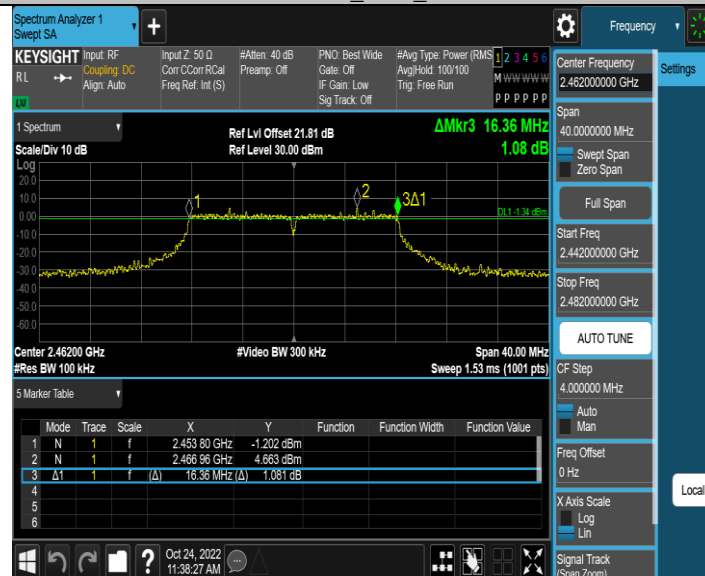 Spectrum Analyzer 1
Swept SA
Frequency
KEYSIGHT
RL
LXI
Input: RF
Coupling: DC
Align: Auto
Input Z: 50 Ω
Corr CCorr RCal
Freq Ref: Int (S)
#Atten: 40 dB
Preamp: Off
PNO: Best Wide
Gate: Off
IF Gain: Low
Sig Track: Off
#Avg Type: Power (RMS
Avg|Hold: 100/100
Trig: Free Run
1 2 3 4 5 6
M W W W W W
P P P P P P
1 Spectrum
Scale/Div 10 dB
Ref Lvl Offset 21.81 dB
Ref Level 30.00 dBm
ΔMkr3 16.36 MHz
1.08 dB
Log
20.0
10.0
0.00
-10.0
-20.0
-30.0
-40.0
-50.0
-60.0
1
2
3Δ1
DL1 -1.34 dBm
Center 2.46200 GHz
#Video BW 300 kHz
Span 40.00 MHz
#Res BW 100 kHz
Sweep 1.53 ms (1001 pts)
5 Marker Table
Mode Trace Scale X Y Function Function Width Function Value
1 N 1 f 2.453 80 GHz -1.202 dBm
2 N 1 f 2.466 96 GHz 4.663 dBm
3 Δ1 1 f (Δ) 16.36 MHz (Δ) 1.081 dB
4
5
6
Oct 24, 2022
11:38:27 AM
?
Center Frequency
2.462000000 GHz
Span
40.0000000 MHz
Swept Span
Zero Span
Full Span
Start Freq
2.442000000 GHz
Stop Freq
2.482000000 GHz
AUTO TUNE
CF Step
4.000000 MHz
Auto
Man
Freq Offset
0 Hz
X Axis Scale
Log
Lin
Signal Track
(Span Zoom)
Settings
Local